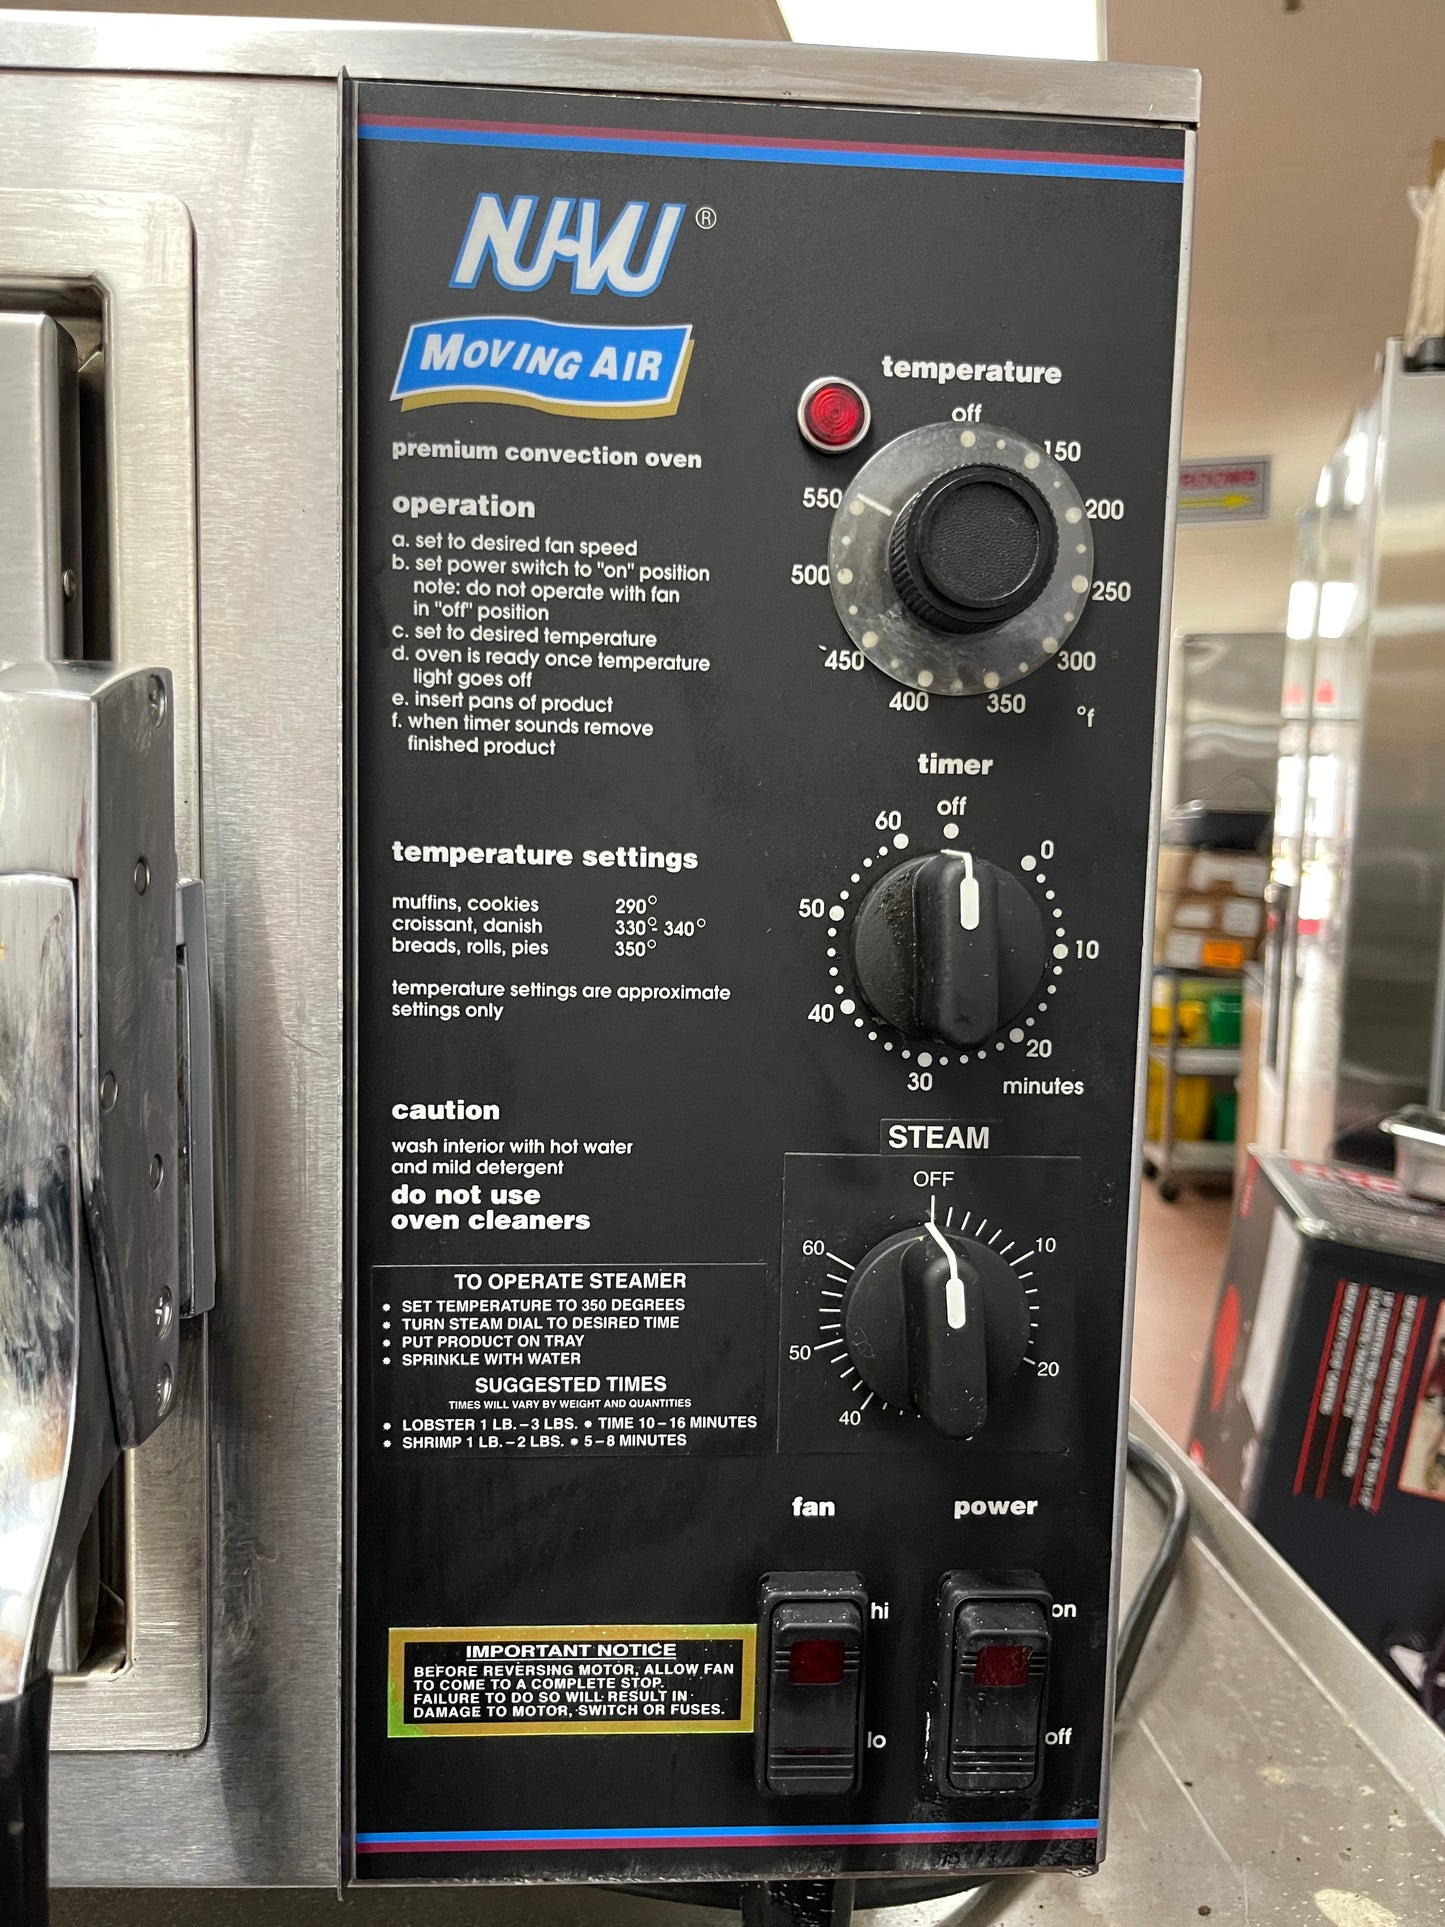 NU-VU®
MOVING AIR
premium convection oven
operation
a. set to desired fan speed
b. set power switch to "on" position
note: do not operate with fan
in "off" position
c. set to desired temperature
d. oven is ready once temperature
light goes off
e. insert pans of product
f. when timer sounds remove
finished product
temperature settings
muffins, cookies 290°
croissant, danish 330°- 340°
breads, rolls, pies 350°
temperature settings are approximate
settings only
caution
wash interior with hot water
and mild detergent
do not use
oven cleaners
TO OPERATE STEAMER
* SET TEMPERATURE TO 350 DEGREES
* TURN STEAM DIAL TO DESIRED TIME
* PUT PRODUCT ON TRAY
* SPRINKLE WITH WATER
SUGGESTED TIMES
TIMES WILL VARY BY WEIGHT AND QUANTITIES
* LOBSTER 1 LB. – 3 LBS. * TIME 10 – 16 MINUTES
* SHRIMP 1 LB. – 2 LBS. * 5 – 8 MINUTES
IMPORTANT NOTICE
BEFORE REVERSING MOTOR, ALLOW FAN
TO COME TO A COMPLETE STOP.
FAILURE TO DO SO WILL RESULT IN
DAMAGE TO MOTOR, SWITCH OR FUSES.
temperature
off
150
200
250
300
350
400
450
500
550
°f
timer
off
0
10
20
30
40
50
60
minutes
STEAM
OFF
10
20
40
50
60
fan
hi
lo
power
on
off